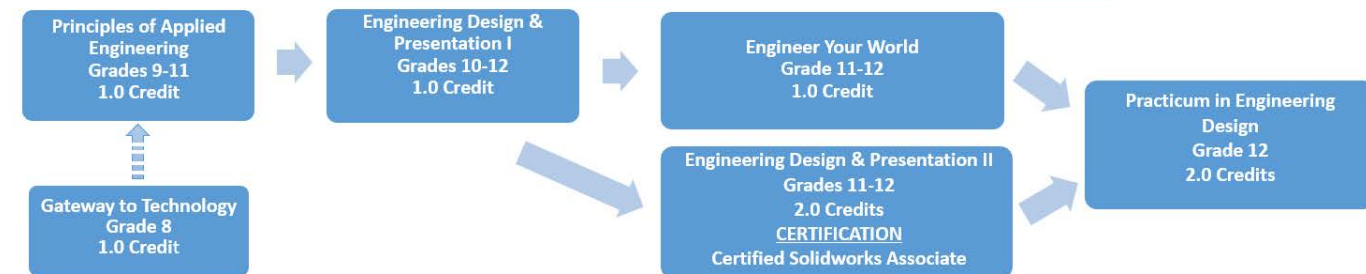 Principles of Applied
Engineering
Grades 9-11
1.0 Credit
Engineering Design &
Presentation I
Grades 10-12
1.0 Credit
Engineer Your World
Grade 11-12
1.0 Credit
Practicum in Engineering
Design
Grade 12
2.0 Credits
Gateway to Technology
Grade 8
1.0 Credit
Engineering Design & Presentation II
Grades 11-12
2.0 Credits
CERTIFICATION
Certified Solidworks Associate